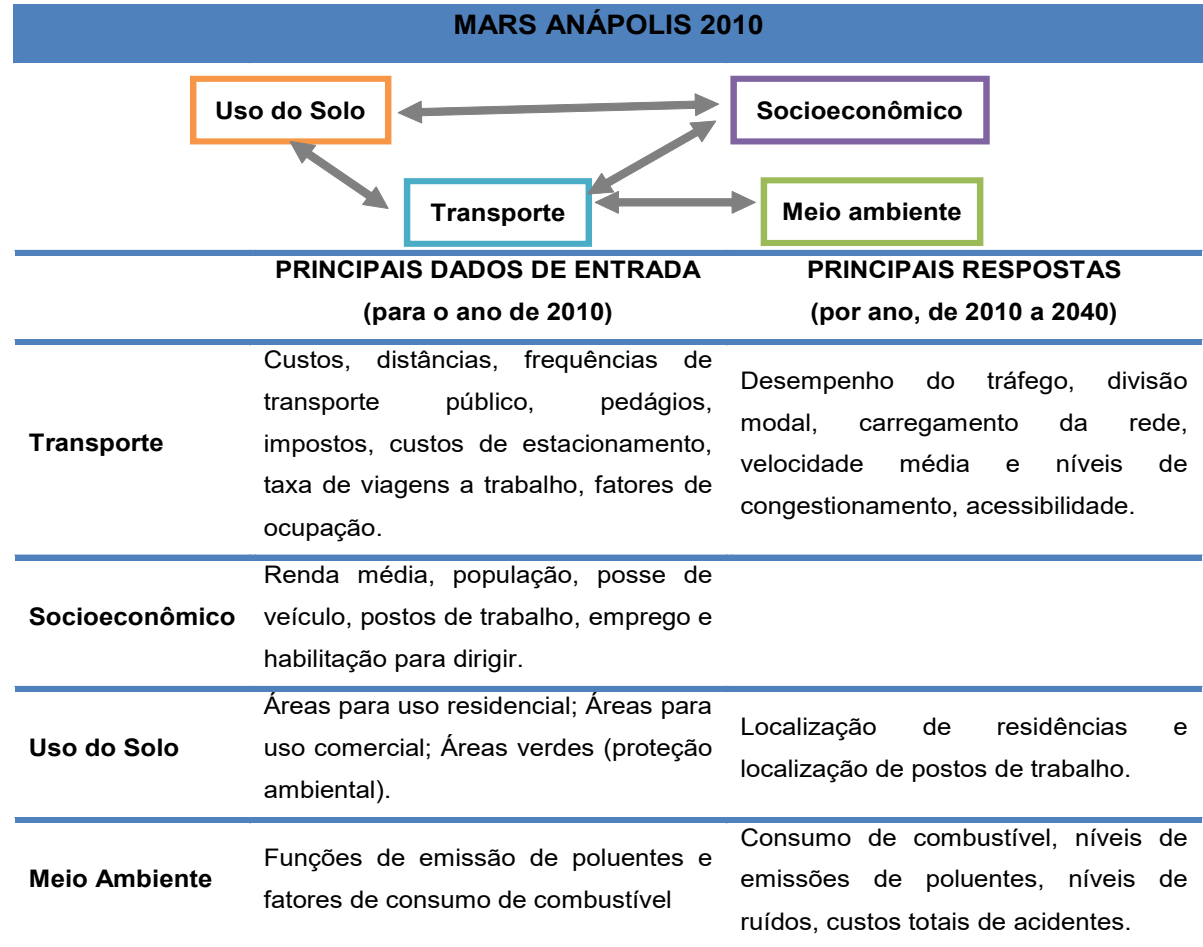 MARS ANÁPOLIS 2010
Uso do Solo
Socioeconômico
Transporte
Meio ambiente
PRINCIPAIS DADOS DE ENTRADA
(para o ano de 2010)
PRINCIPAIS RESPOSTAS
(por ano, de 2010 a 2040)
Transporte
Custos, distâncias, frequências de
transporte público, pedágios,
impostos, custos de estacionamento,
taxa de viagens a trabalho, fatores de
ocupação.
Desempenho do tráfego, divisão
modal, carregamento da rede,
velocidade média e níveis de
congestionamento, acessibilidade.
Socioeconômico
Renda média, população, posse de
veículo, postos de trabalho, emprego e
habilitação para dirigir.
Uso do Solo
Áreas para uso residencial; Áreas para
uso comercial; Áreas verdes (proteção
ambiental).
Localização de residências e
localização de postos de trabalho.
Meio Ambiente
Funções de emissão de poluentes e
fatores de consumo de combustível
Consumo de combustível, níveis de
emissões de poluentes, níveis de
ruídos, custos totais de acidentes.